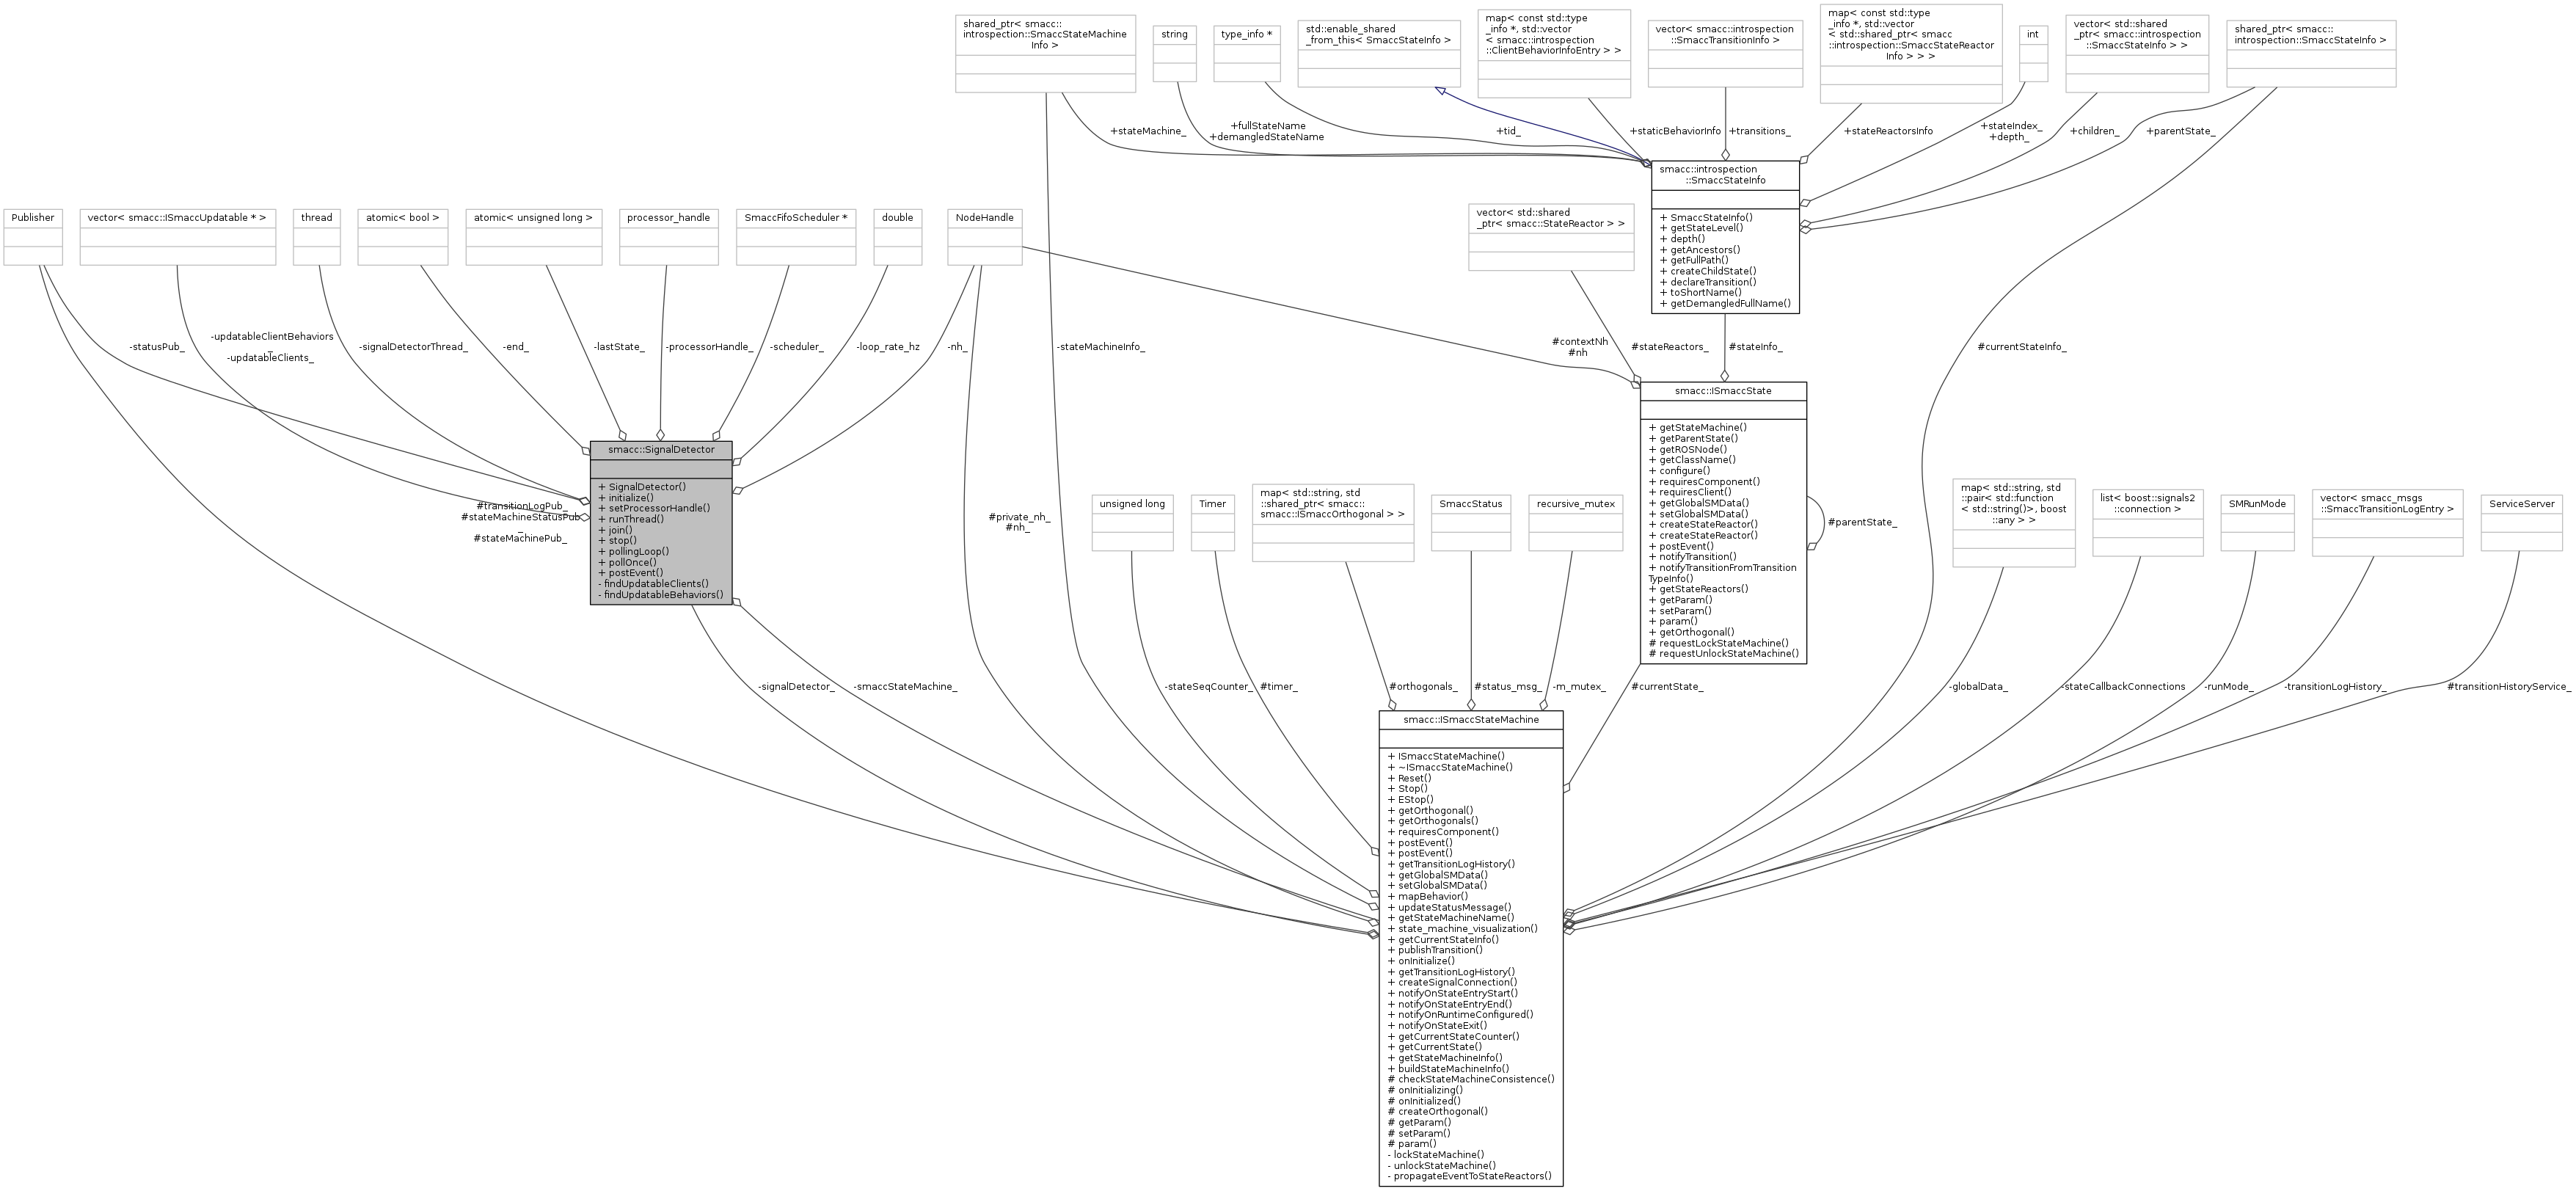 shared_ptr< smacc::
introspection::SmaccStateMachine
Info >
string
type_info *
std::enable_shared
_from_this< SmaccStateInfo >
map< const std::type
_info *, std::vector
< smacc::introspection
::ClientBehaviorInfoEntry > >
vector< smacc::introspection
::SmaccTransitionInfo >
map< const std::type
_info *, std::vector
< std::shared_ptr< smacc
::introspection::SmaccStateReactor
Info > > >
int
vector< std::shared
_ptr< smacc::introspection
::SmaccStateInfo > >
shared_ptr< smacc::
introspection::SmaccStateInfo >
+stateMachine_
+fullStateName
+demangledStateName
+tid_
+staticBehaviorInfo
+transitions_
+stateReactorsInfo
+stateIndex_
+depth_
+children_
+parentState_
smacc::introspection
::SmaccStateInfo
+ SmaccStateInfo()
+ getStateLevel()
+ depth()
+ getAncestors()
+ getFullPath()
+ createChildState()
+ declareTransition()
+ toShortName()
+ getDemangledFullName()
Publisher
vector< smacc::ISmaccUpdatable * >
thread
atomic< bool >
atomic< unsigned long >
processor_handle
SmaccFifoScheduler *
double
NodeHandle
vector< std::shared
_ptr< smacc::StateReactor > >
-statusPub_
-updatableClientBehaviors
_
-updatableClients_
-signalDetectorThread_
-end_
-lastState_
-processorHandle_
-scheduler_
-loop_rate_hz
-nh_
-stateMachineInfo_
#contextNh
#nh
#stateReactors_
#stateInfo_
#currentStateInfo_
smacc::SignalDetector
+ SignalDetector()
+ initialize()
+ setProcessorHandle()
+ runThread()
+ join()
+ stop()
+ pollingLoop()
+ pollOnce()
+ postEvent()
- findUpdatableClients()
- findUpdatableBehaviors()
smacc::ISmaccState
+ getStateMachine()
+ getParentState()
+ getROSNode()
+ getClassName()
+ configure()
+ requiresComponent()
+ requiresClient()
+ getGlobalSMData()
+ setGlobalSMData()
+ createStateReactor()
+ createStateReactor()
+ postEvent()
+ notifyTransition()
+ notifyTransitionFromTransition
TypeInfo()
+ getStateReactors()
+ getParam()
+ setParam()
+ param()
+ getOrthogonal()
# requestLockStateMachine()
# requestUnlockStateMachine()
#parentState_
#transitionLogPub_
#stateMachineStatusPub
_
#stateMachinePub_
#private_nh_
#nh_
unsigned long
Timer
map< std::string, std
::shared_ptr< smacc::
smacc::ISmaccOrthogonal > >
SmaccStatus
recursive_mutex
map< std::string, std
::pair< std::function
< std::string()>, boost
::any > >
list< boost::signals2
::connection >
SMRunMode
vector< smacc_msgs
::SmaccTransitionLogEntry >
ServiceServer
-signalDetector_
-smaccStateMachine_
-stateSeqCounter_
#timer_
#orthogonals_
#status_msg_
-m_mutex_
#currentState_
-globalData_
-stateCallbackConnections
-runMode_
-transitionLogHistory_
#transitionHistoryService_
smacc::ISmaccStateMachine
+ ISmaccStateMachine()
+ ~ISmaccStateMachine()
+ Reset()
+ Stop()
+ EStop()
+ getOrthogonal()
+ getOrthogonals()
+ requiresComponent()
+ postEvent()
+ postEvent()
+ getTransitionLogHistory()
+ getGlobalSMData()
+ setGlobalSMData()
+ mapBehavior()
+ updateStatusMessage()
+ getStateMachineName()
+ state_machine_visualization()
+ getCurrentStateInfo()
+ publishTransition()
+ onInitialize()
+ getTransitionLogHistory()
+ createSignalConnection()
+ notifyOnStateEntryStart()
+ notifyOnStateEntryEnd()
+ notifyOnRuntimeConfigured()
+ notifyOnStateExit()
+ getCurrentStateCounter()
+ getCurrentState()
+ getStateMachineInfo()
+ buildStateMachineInfo()
# checkStateMachineConsistence()
# onInitializing()
# onInitialized()
# createOrthogonal()
# getParam()
# setParam()
# param()
- lockStateMachine()
- unlockStateMachine()
- propagateEventToStateReactors()